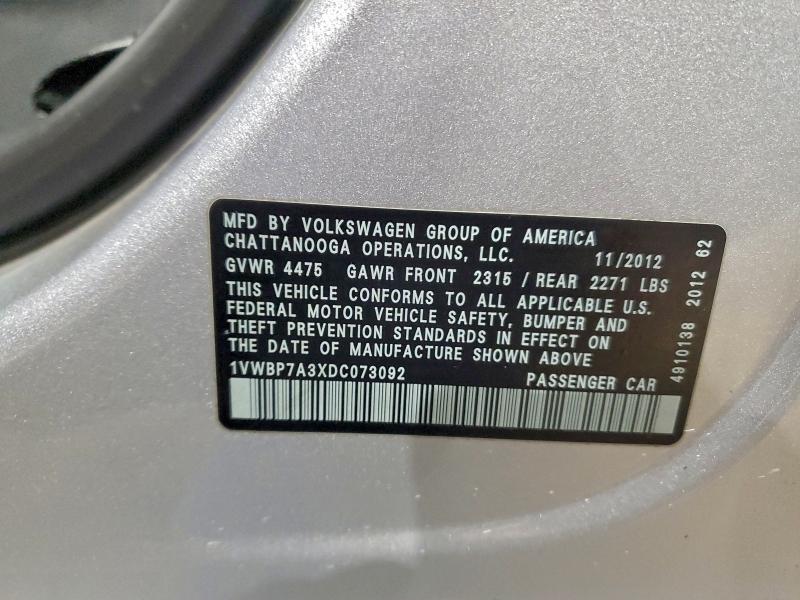 MFD BY VOLKSWAGEN GROUP OF AMERICA
CHATTANOOGA OPERATIONS, LLC. 11/2012
GVWR 4475 GAWR FRONT 2315 / REAR 2271 LBS
THIS VEHICLE CONFORMS TO ALL APPLICABLE U.S.
FEDERAL MOTOR VEHICLE SAFETY, BUMPER AND
THEFT PREVENTION STANDARDS IN EFFECT ON
THE DATE OF MANUFACTURE SHOWN ABOVE
1VWBP7A3XDC073092 PASSENGER CAR
4910138 2012 62